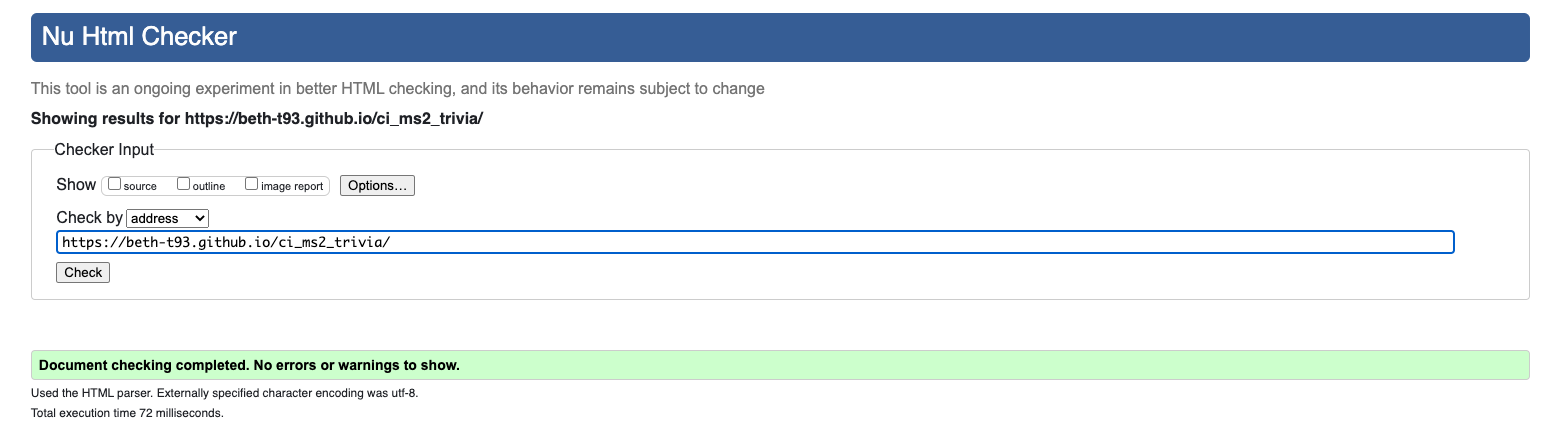 Nu Html Checker
This tool is an ongoing experiment in better HTML checking, and its behavior remains subject to change
Showing results for https://beth-t93.github.io/ci_ms2_trivia/
Checker Input
Show source outline image report Options...
Check by address
https://beth-t93.github.io/ci_ms2_trivia/
Check
Document checking completed. No errors or warnings to show.
Used the HTML parser. Externally specified character encoding was utf-8.
Total execution time 72 milliseconds.